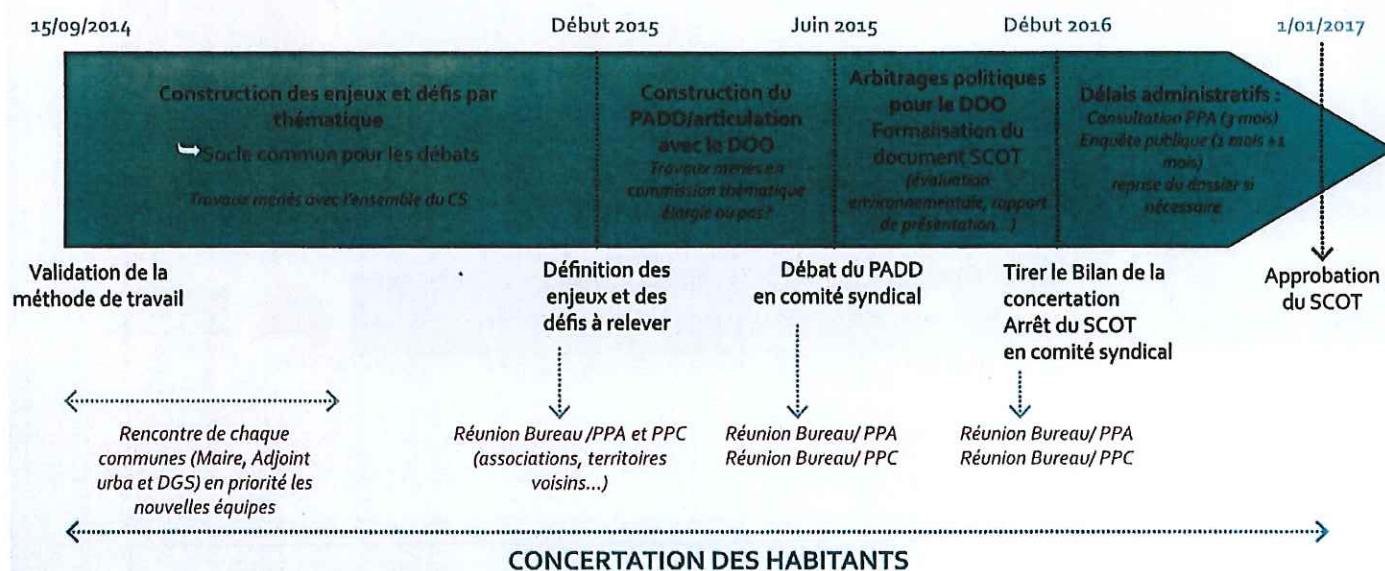 15/09/2014
Début 2015
Juin 2015
Début 2016
1/01/2017
Construction des enjeux et défis par
thématique
Socle commun pour les débats
Travaux menés avec l'ensemble du CS
Construction du
PADD/articulation
avec le DOO
Travaux menés en
commission thématique
élargie ou pas?
Arbitrages politiques
pour le DOO
Formalisation du
document SCOT
(évaluation
environnementale, rapport
de présentation...)
Délais administratifs :
Consultation PPA (3 mois)
Enquête publique (1 mois +1
mois)
reprise du dossier si
nécessaire
Validation de la
méthode de travail
Définition des
enjeux et des
défis à relever
Débat du PADD
en comité syndical
Tirer le Bilan de la
concertation
Arrêt du SCOT
en comité syndical
Approbation
du SCOT
Rencontre de chaque
communes (Maire, Adjoint
urba et DGS) en priorité les
nouvelles équipes
Réunion Bureau /PPA et PPC
(associations, territoires
voisins...)
Réunion Bureau/ PPA
Réunion Bureau/ PPC
Réunion Bureau/ PPA
Réunion Bureau/ PPC
CONCERTATION DES HABITANTS